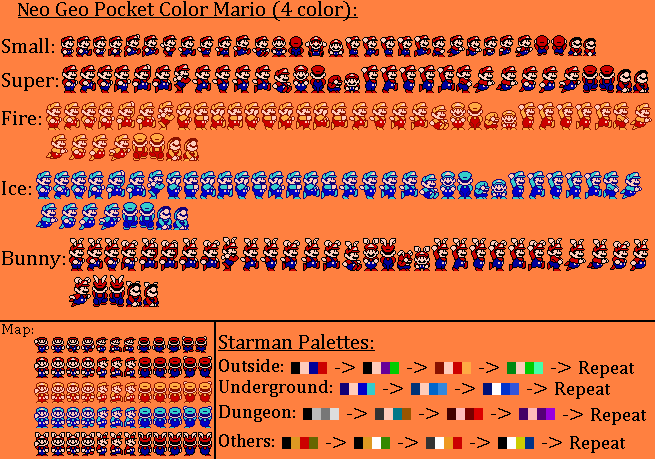 Neo Geo Pocket Color Mario (4 color):
Small:
Super:
Fire:
Ice:
Bunny:
Map:
Starman Palettes:
Outside: -> -> -> -> Repeat
Underground: -> -> -> Repeat
Dungeon: -> -> -> -> Repeat
Others: -> -> -> -> Repeat